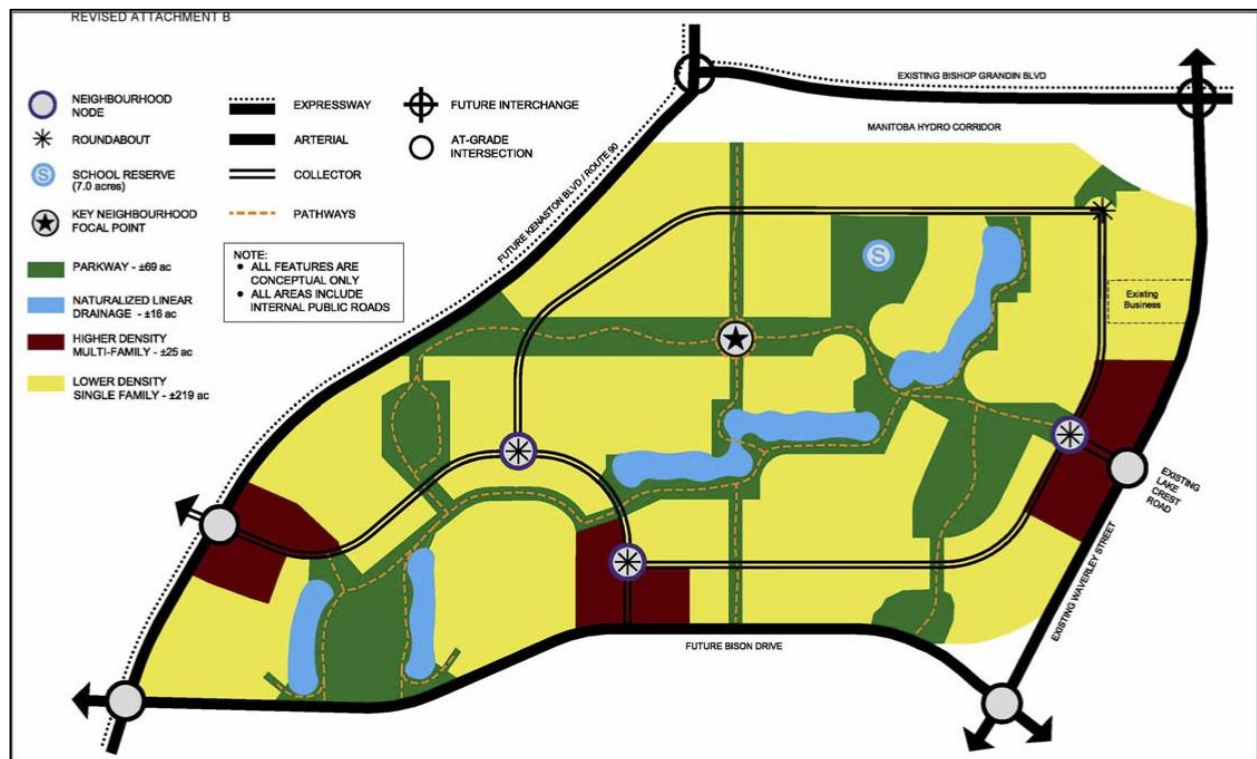 REVISED ATTACHMENT B
NEIGHBOURHOOD
NODE
ROUNDABOUT
S
SCHOOL RESERVE
(7.0 acres)
KEY NEIGHBOURHOOD
FOCAL POINT
PARKWAY - ±69 ac
NATURALIZED LINEAR
DRAINAGE - ±16 ac
HIGHER DENSITY
MULTI-FAMILY - ±25 ac
LOWER DENSITY
SINGLE FAMILY - ±219 ac
EXPRESSWAY
ARTERIAL
COLLECTOR
PATHWAYS
FUTURE INTERCHANGE
AT-GRADE
INTERSECTION
NOTE:
• ALL FEATURES ARE
CONCEPTUAL ONLY
• ALL AREAS INCLUDE
INTERNAL PUBLIC ROADS
EXISTING BISHOP GRANDIN BLVD
MANITOBA HYDRO CORRIDOR
FUTURE KENASTON BLVD / ROUTE 90
S
Existing
Business
EXISTING
LAKE
CREST
ROAD
EXISTING WAVERLEY STREET
FUTURE BISON DRIVE